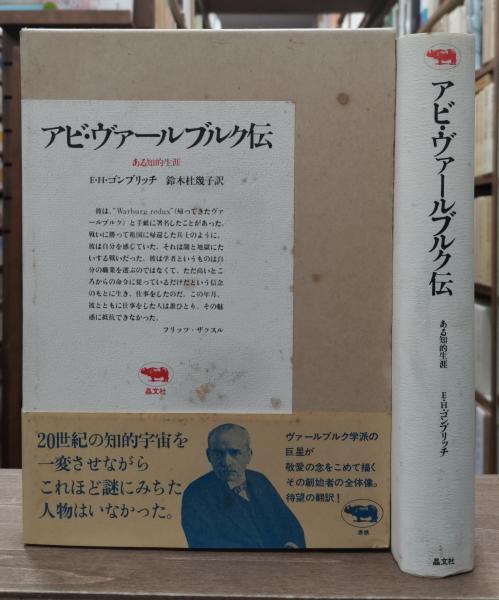 アビ・ヴァールブルク伝
ある知的生涯
E・H・ゴンブリッチ 鈴木杜幾子訳
彼は、“Warburg redux”(帰ってきたヴァ
ールブルク)と手紙に署名したことがあった。
戦いに勝って祖国に帰還した兵士のように、
彼は自分を感じていた。それは闇と地獄にた
いする戦いだった。彼は学者というものは自
分の職業を選ぶのではなくて、ただ高いとこ
ろからの命令に従っているだけだという信念
のもとに生き、仕事をしたのだ。この年月、
彼とともに仕事をした人は誰ひとり、その魅
惑に抵抗できなかった。
フリッツ・ザクスル
晶文社
20世紀の知的宇宙を
一変させながら
これほど謎にみちた
人物はいなかった。
ヴァールブルク学派の
巨星が
敬愛の念をこめて描く
その創始者の全体像。
待望の翻訳!
アビ・ヴァールブルク伝
ある知的生涯
E・H・ゴンブリッチ
晶文社